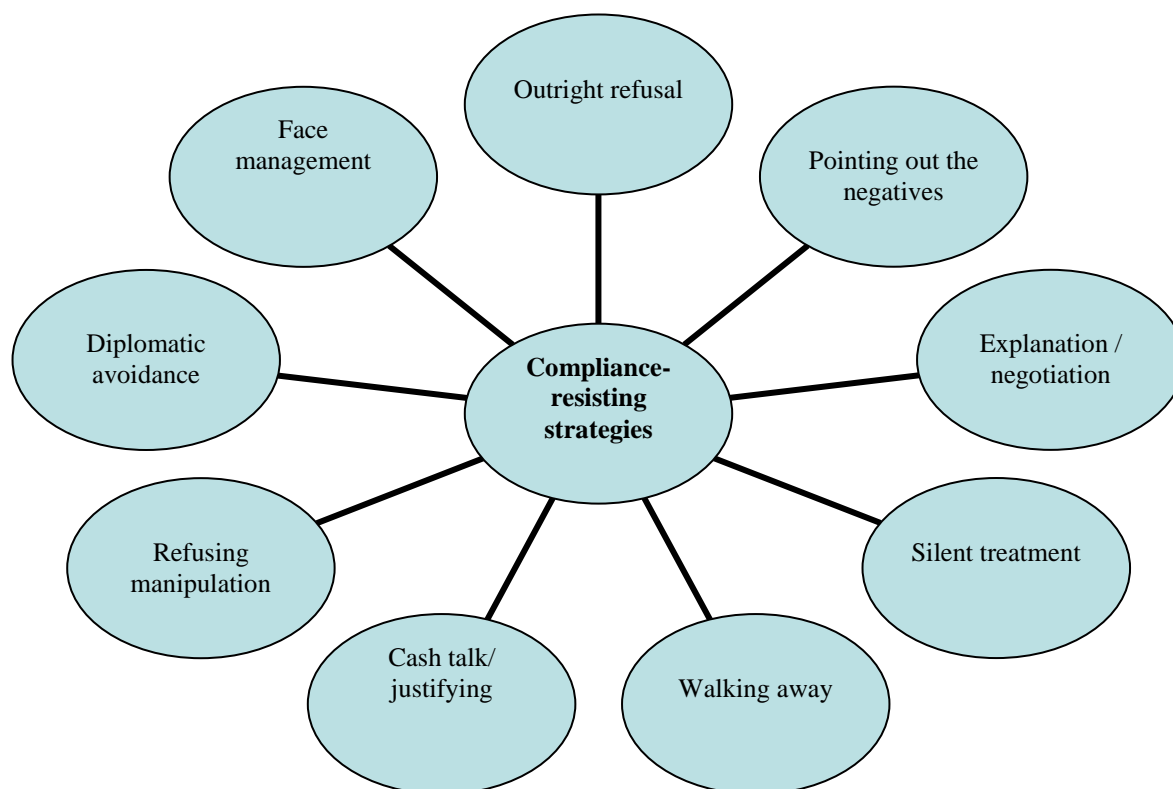 Outright refusal
Pointing out the
negatives
Explanation /
negotiation
Silent treatment
Walking away
Cash talk/
justifying
Refusing
manipulation
Diplomatic
avoidance
Face
management
Compliance-
resisting
strategies